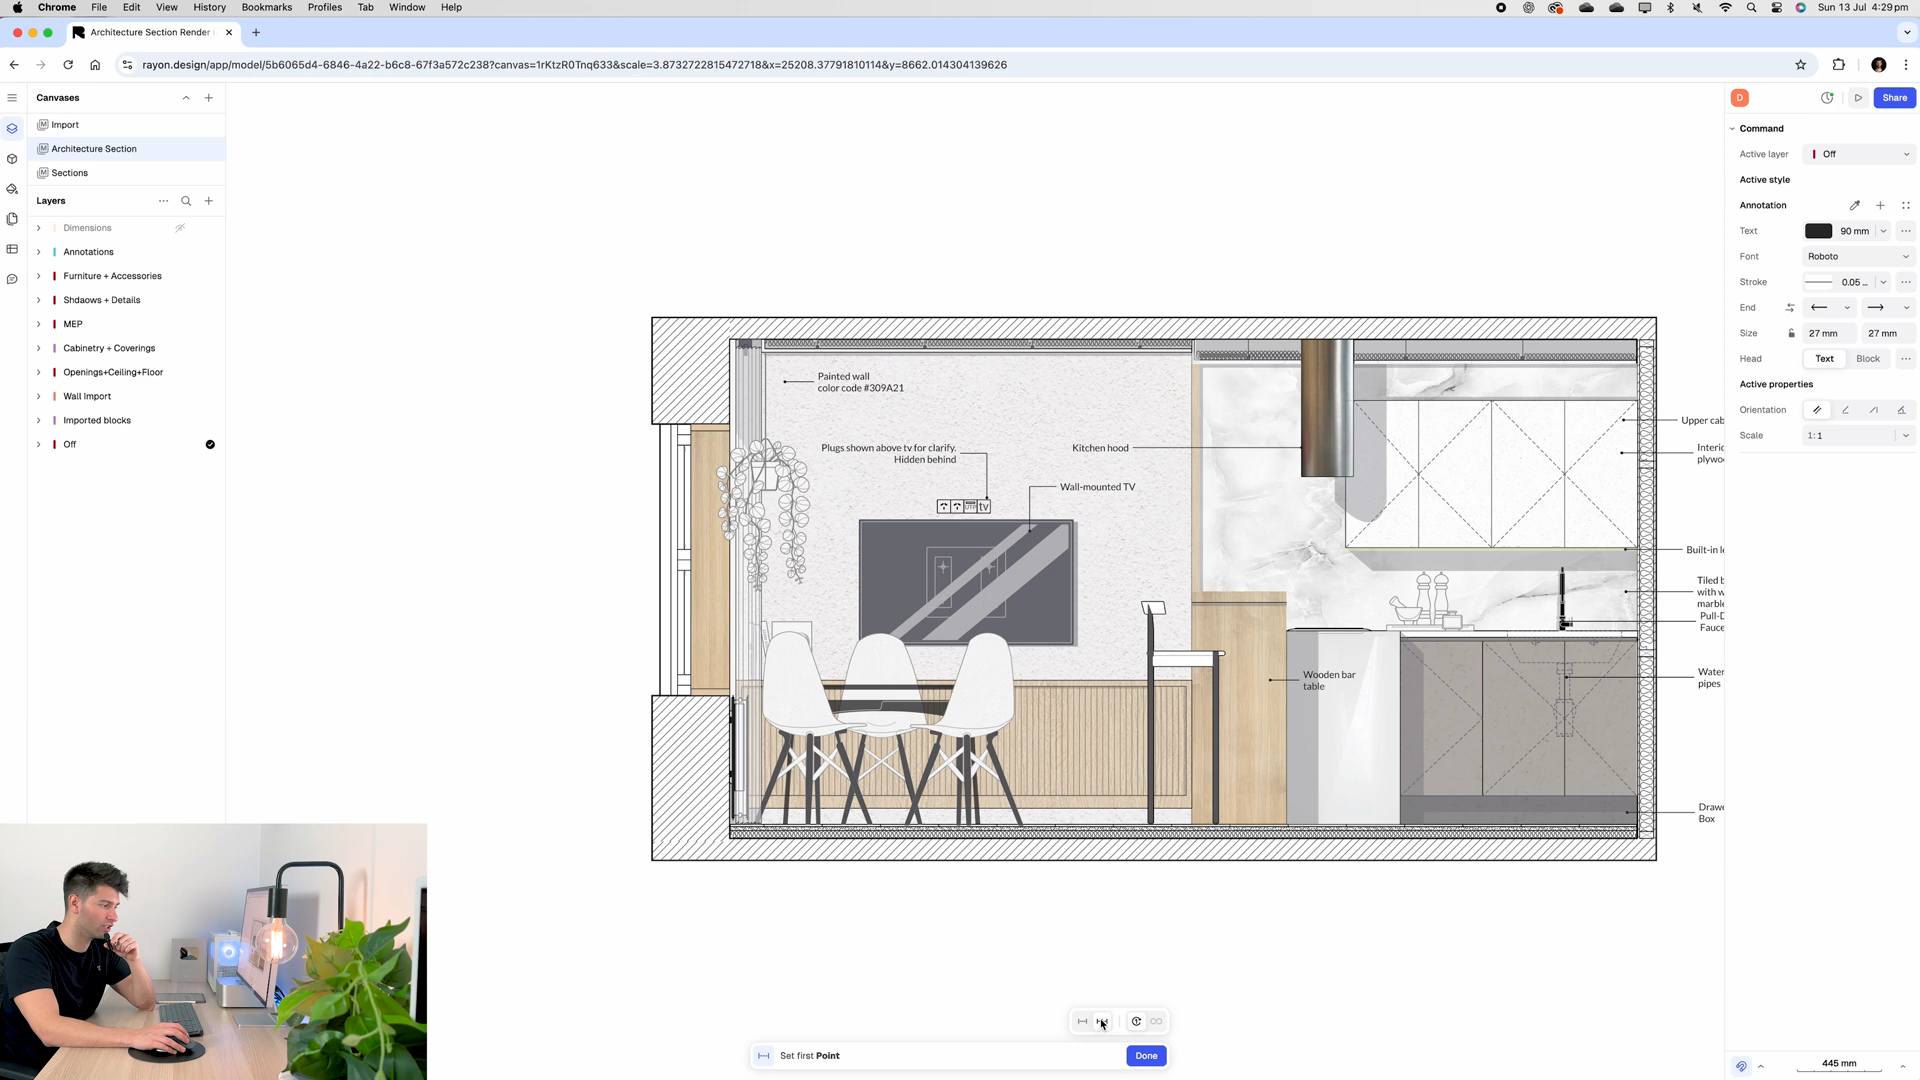 Chrome File Edit View History Bookmarks Profiles Tab Window Help
Sun 13 Jul 4:29 pm
Architecture Section Render
rayon.design/app/model/5b6065d4-6846-4a22-b6c8-67f3a572c238?canvas=1rKtzR0Tnq633&scale=3.8732722815472718&x=25208.37791810114&y=8662.014304139626
Canvases
Import
Architecture Section
Sections
Layers
Dimensions
Annotations
Furniture + Accessories
Shdaows + Details
MEP
Cabinetry + Coverings
Openings+Ceiling+Floor
Wall Import
Imported blocks
Off
Painted wall
color code #309A21
Plugs shown above tv for clarify.
Hidden behind
Kitchen hood
Wall-mounted TV
UTP
tv
Wooden bar
table
Upper cab
Interio
plywo
Built-in le
Tiled b
with w
marble
Pull-D
Fauce
Water
pipes
Drawe
Box
D
Share
Command
Active layer
Off
Active style
Annotation
Text
90 mm
Font
Roboto
Stroke
0.05 ...
End
Size
27 mm
27 mm
Head
Text
Block
Active properties
Orientation
Scale
1: 1
Set first Point
Done
445 mm